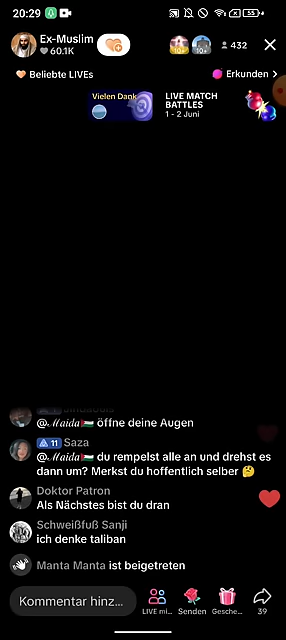 20:29
55+
Ex-Muslim
60.1K
10+
10+
432
Beliebte LIVEs
Erkunden
Vielen Dank
LIVE MATCH
BATTLES
1 - 2 Juni
@𝓜𝓪𝓲𝓭𝓪🇵🇸 öffne deine Augen
11 Saza
@𝓜𝓪𝓲𝓭𝓪🇵🇸 du rempelst alle an und drehst es
dann um? Merkst du hoffentlich selber 🤔
Doktor Patron
Als Nächstes bist du dran
Schweißfuß Sanji
ich denke taliban
Manta Manta ist beigetreten
Kommentar hinz...
LIVE mi...
Senden
Gesche...
39